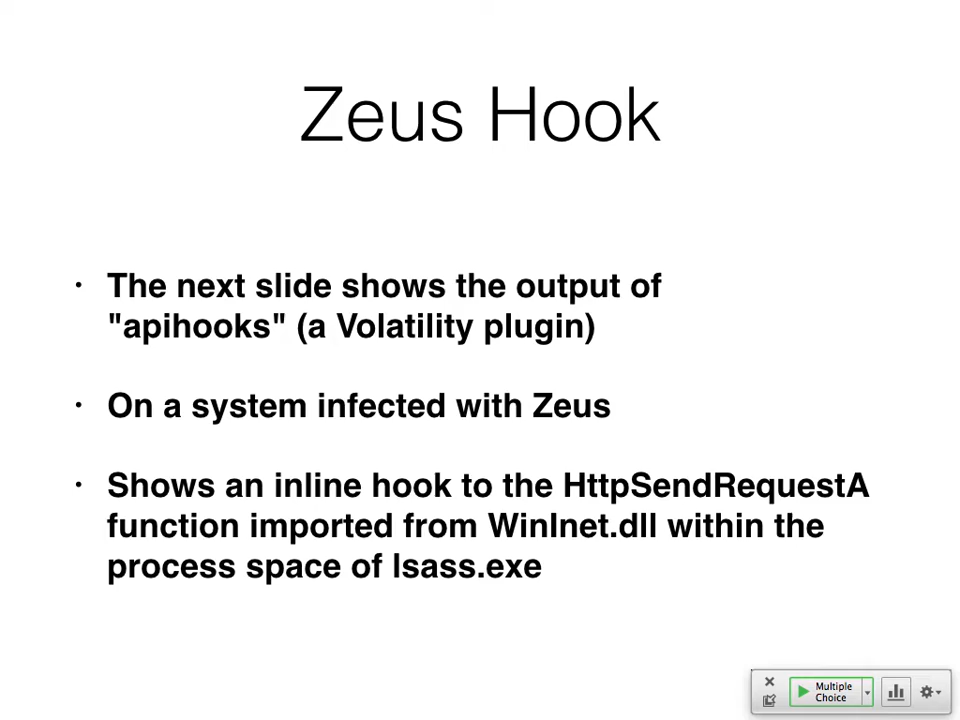 Zeus Hook
• The next slide shows the output of
"apihooks" (a Volatility plugin)
• On a system infected with Zeus
• Shows an inline hook to the HttpSendRequestA
function imported from WinInet.dll within the
process space of lsass.exe
Multiple
Choice